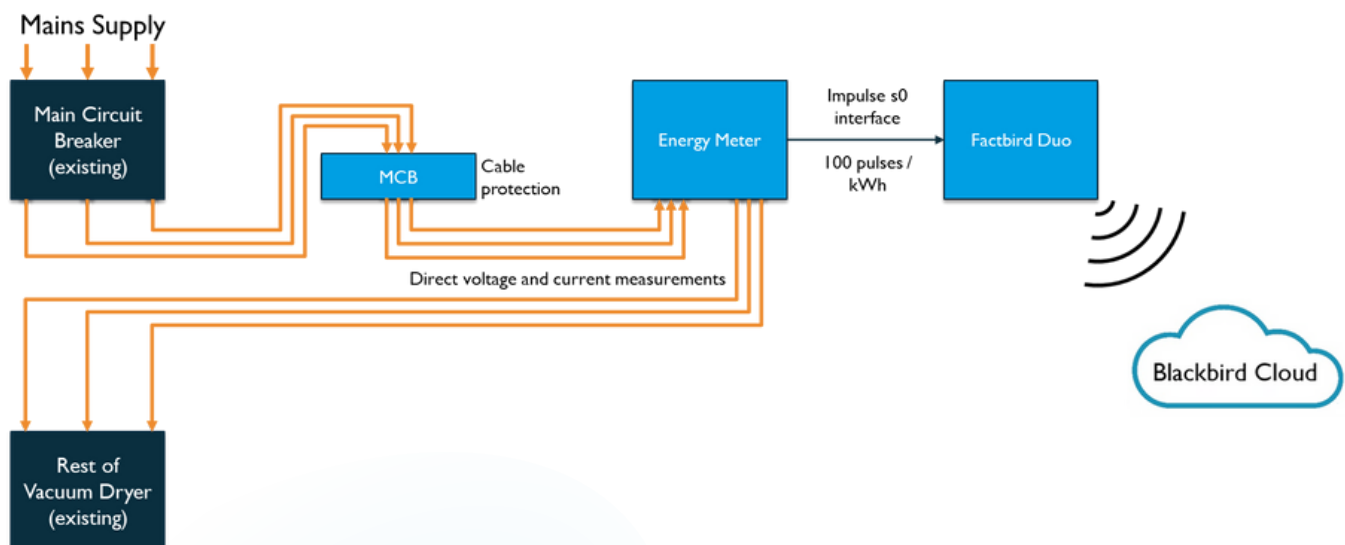 Mains Supply
Main Circuit
Breaker
(existing)
MCB
Cable
protection
Energy Meter
Impulse s0
interface
100 pulses /
kWh
Factbird Duo
Direct voltage and current measurements
Blackbird Cloud
Rest of
Vacuum Dryer
(existing)